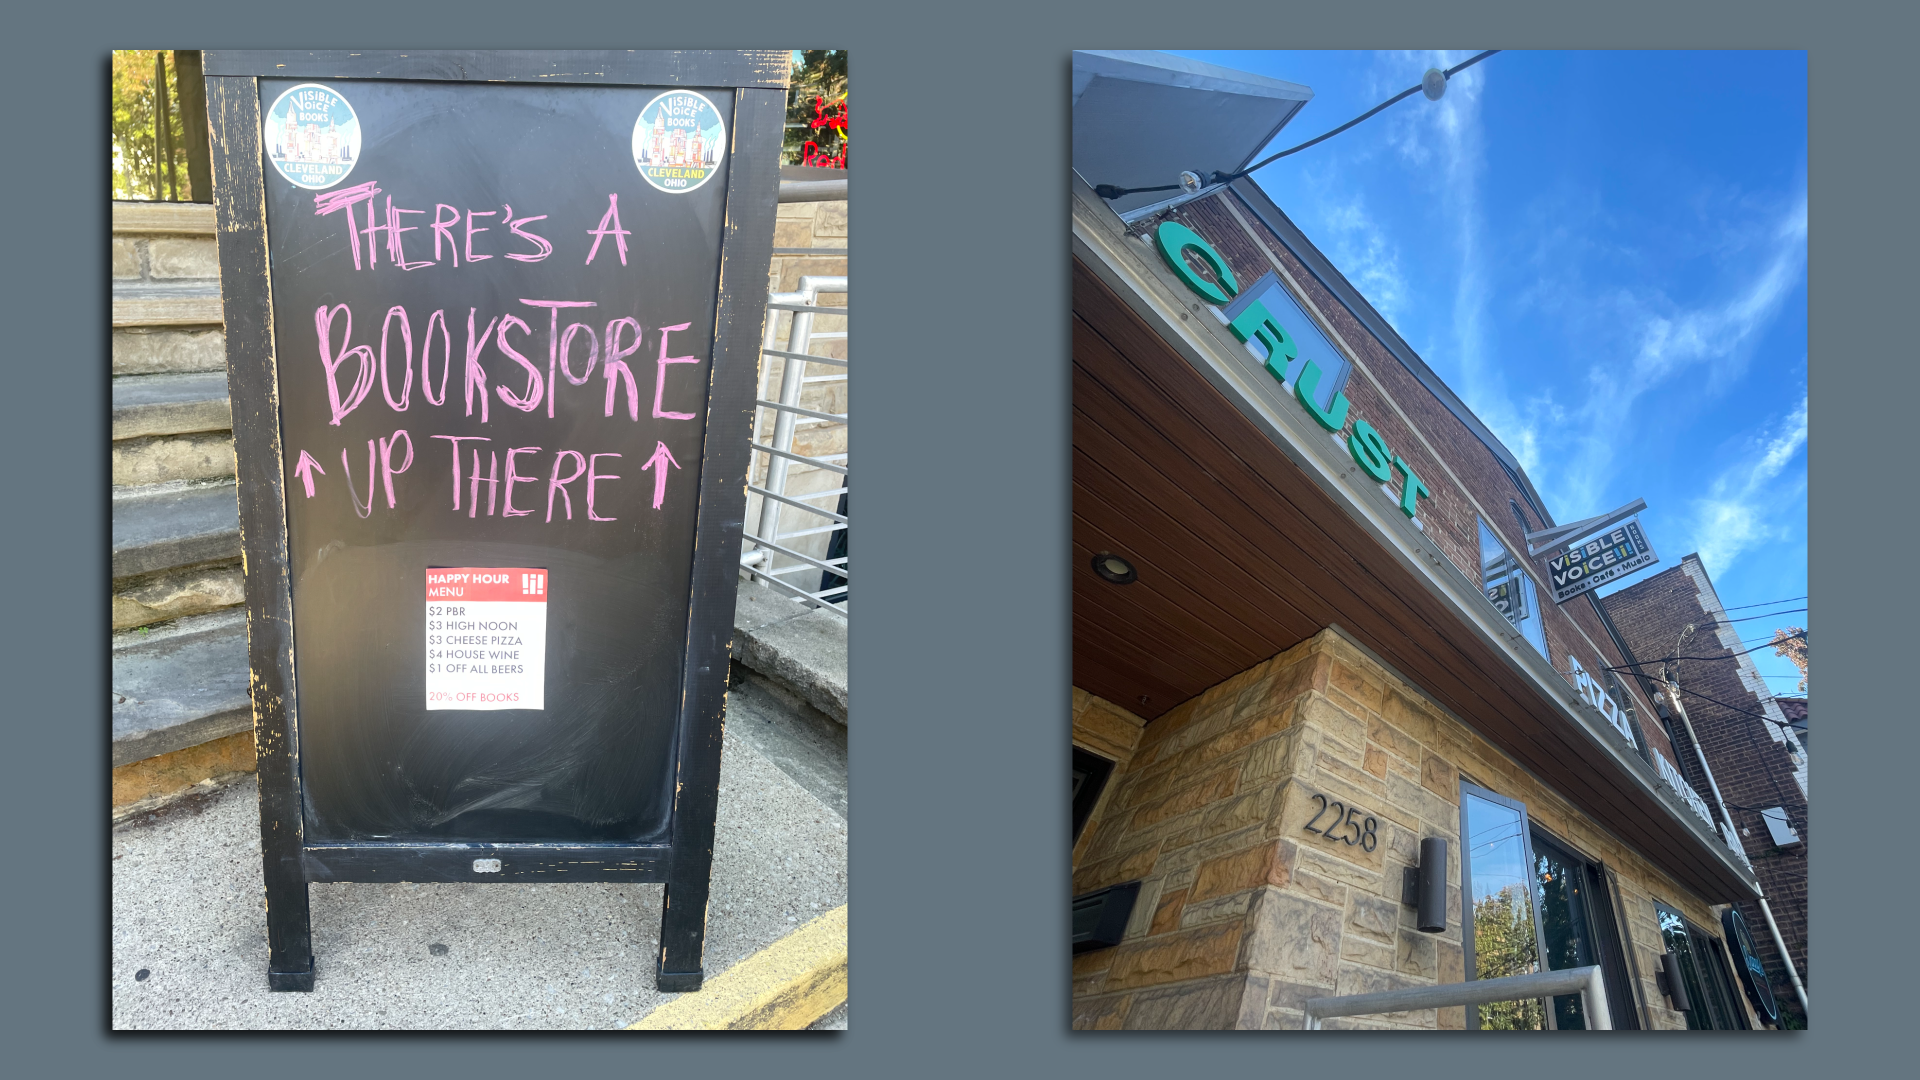 VISIBLE
VOICE
BOOKS
CLEVELAND
OHIO
VISIBLE
VOICE
BOOKS
CLEVELAND
OHIO
THERE'S A
BOOKSTORE
↑ UP THERE ↑
HAPPY HOUR
MENU
$2 PBR
$3 HIGH NOON
$3 CHEESE PIZZA
$4 HOUSE WINE
$1 OFF ALL BEERS
20% OFF BOOKS
CRUST
VISIBLE
VOICE
BOOKS
Books • Café • Music
PIZZA
2258